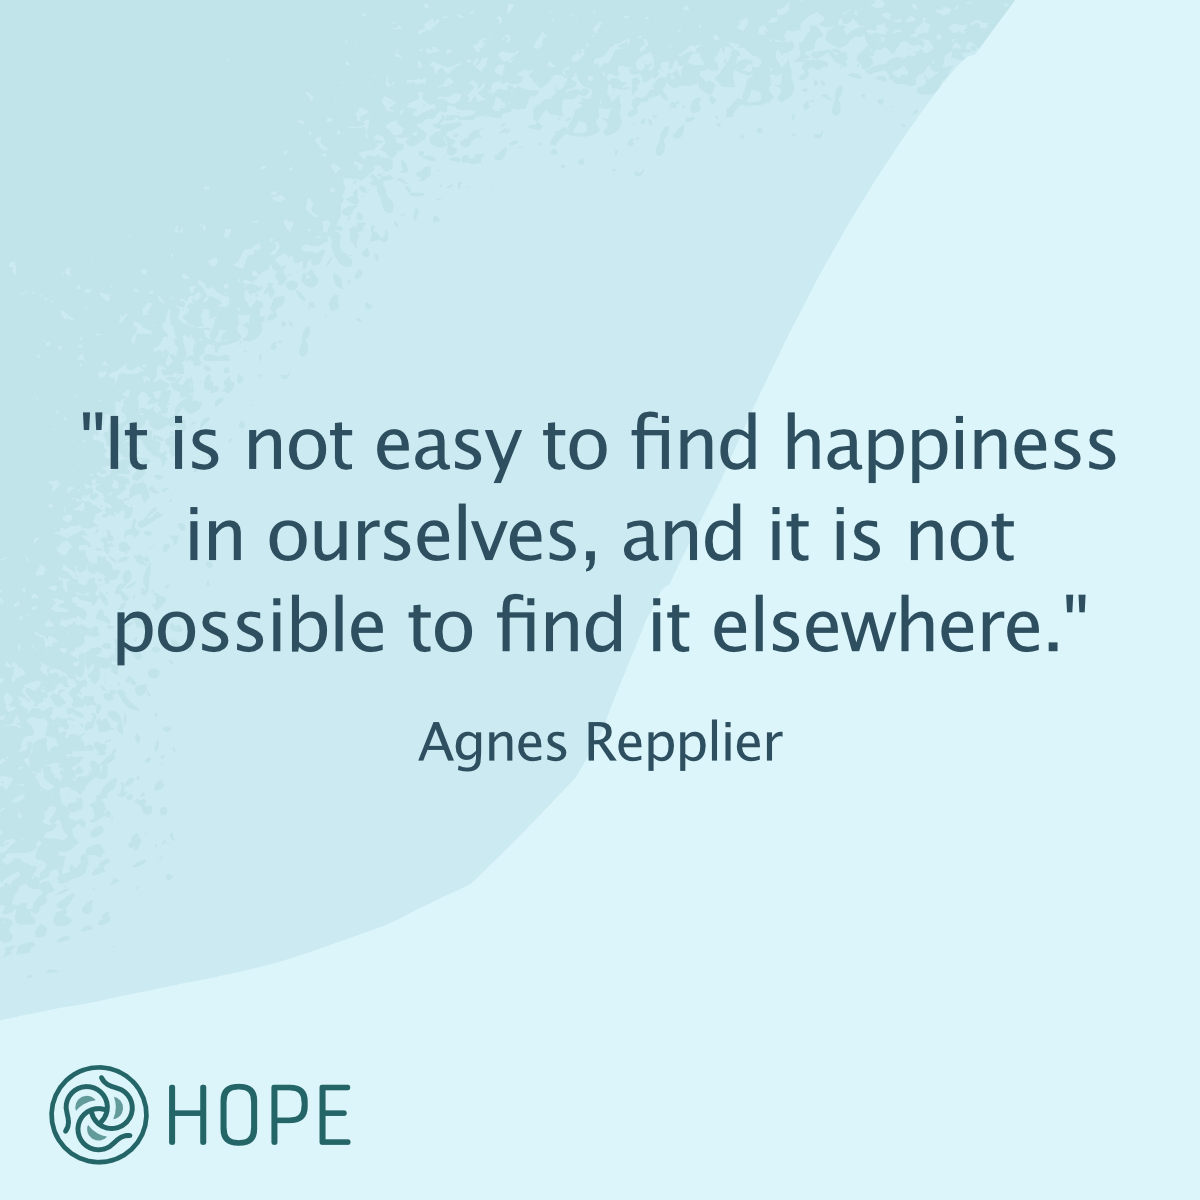 "It is not easy to find happiness
in ourselves, and it is not
possible to find it elsewhere."
Agnes Repplier
HOPE